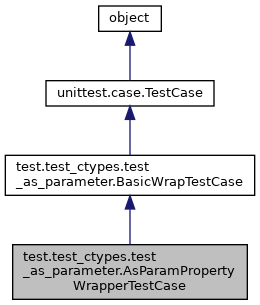 object
unittest.case.TestCase
test.test_ctypes.test
_as_parameter.BasicWrapTestCase
test.test_ctypes.test
_as_parameter.AsParamProperty
WrapperTestCase